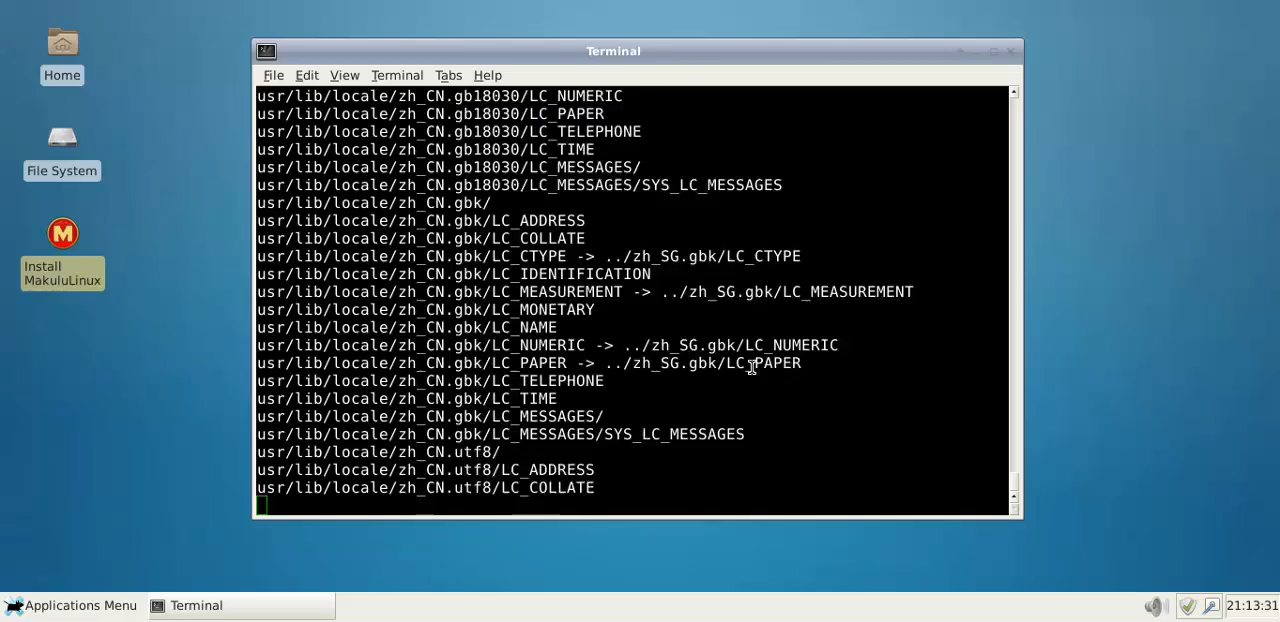 Home
File System
Install
MakuluLinux
Terminal
File Edit View Terminal Tabs Help
usr/lib/locale/zh_CN.gb18030/LC_NUMERIC
usr/lib/locale/zh_CN.gb18030/LC_PAPER
usr/lib/locale/zh_CN.gb18030/LC_TELEPHONE
usr/lib/locale/zh_CN.gb18030/LC_TIME
usr/lib/locale/zh_CN.gb18030/LC_MESSAGES/
usr/lib/locale/zh_CN.gb18030/LC_MESSAGES/SYS_LC_MESSAGES
usr/lib/locale/zh_CN.gbk/
usr/lib/locale/zh_CN.gbk/LC_ADDRESS
usr/lib/locale/zh_CN.gbk/LC_COLLATE
usr/lib/locale/zh_CN.gbk/LC_CTYPE -> ../zh_SG.gbk/LC_CTYPE
usr/lib/locale/zh_CN.gbk/LC_IDENTIFICATION
usr/lib/locale/zh_CN.gbk/LC_MEASUREMENT -> ../zh_SG.gbk/LC_MEASUREMENT
usr/lib/locale/zh_CN.gbk/LC_MONETARY
usr/lib/locale/zh_CN.gbk/LC_NAME
usr/lib/locale/zh_CN.gbk/LC_NUMERIC -> ../zh_SG.gbk/LC_NUMERIC
usr/lib/locale/zh_CN.gbk/LC_PAPER -> ../zh_SG.gbk/LC_PAPER
usr/lib/locale/zh_CN.gbk/LC_TELEPHONE
usr/lib/locale/zh_CN.gbk/LC_TIME
usr/lib/locale/zh_CN.gbk/LC_MESSAGES/
usr/lib/locale/zh_CN.gbk/LC_MESSAGES/SYS_LC_MESSAGES
usr/lib/locale/zh_CN.utf8/
usr/lib/locale/zh_CN.utf8/LC_ADDRESS
usr/lib/locale/zh_CN.utf8/LC_COLLATE
Applications Menu
Terminal
21:13:31